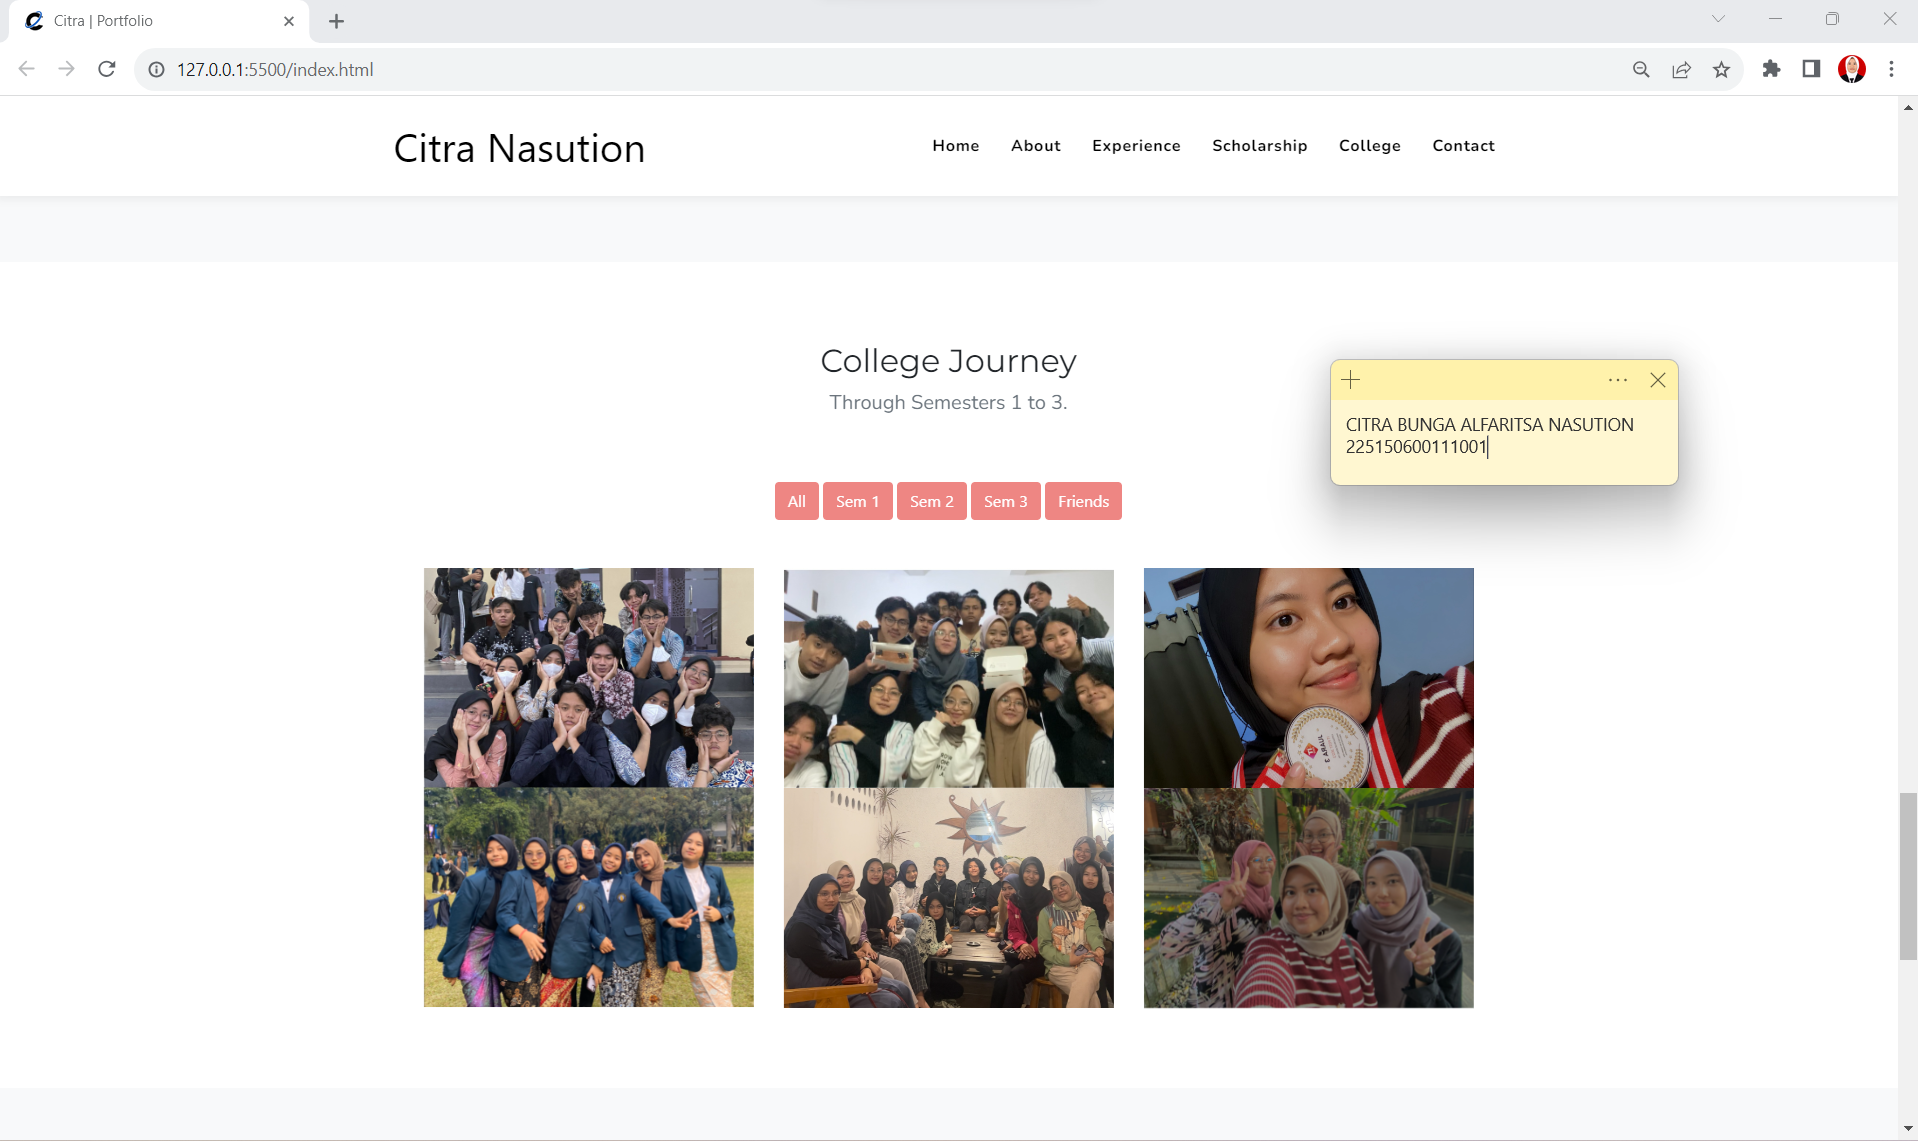 Citra | Portfolio
127.0.0.1:5500/index.html
Citra Nasution
Home About Experience Scholarship College Contact
College Journey
Through Semesters 1 to 3.
CITRA BUNGA ALFARITSA NASUTION
225150600111001
All Sem 1 Sem 2 Sem 3 Friends